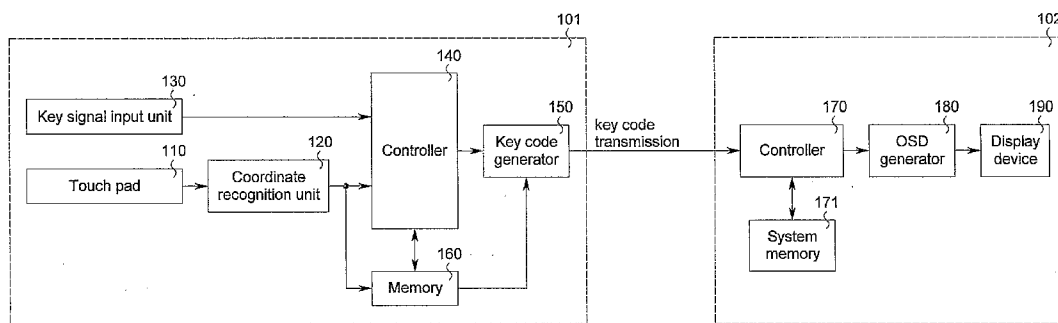 101
102
140
130
Key signal input unit
150
170
180
190
110
120
Controller
Key code
generator
key code
transmission
Controller
OSD
generator
Display
device
Touch pad
Coordinate
recognition unit
171
System
memory
160
Memory